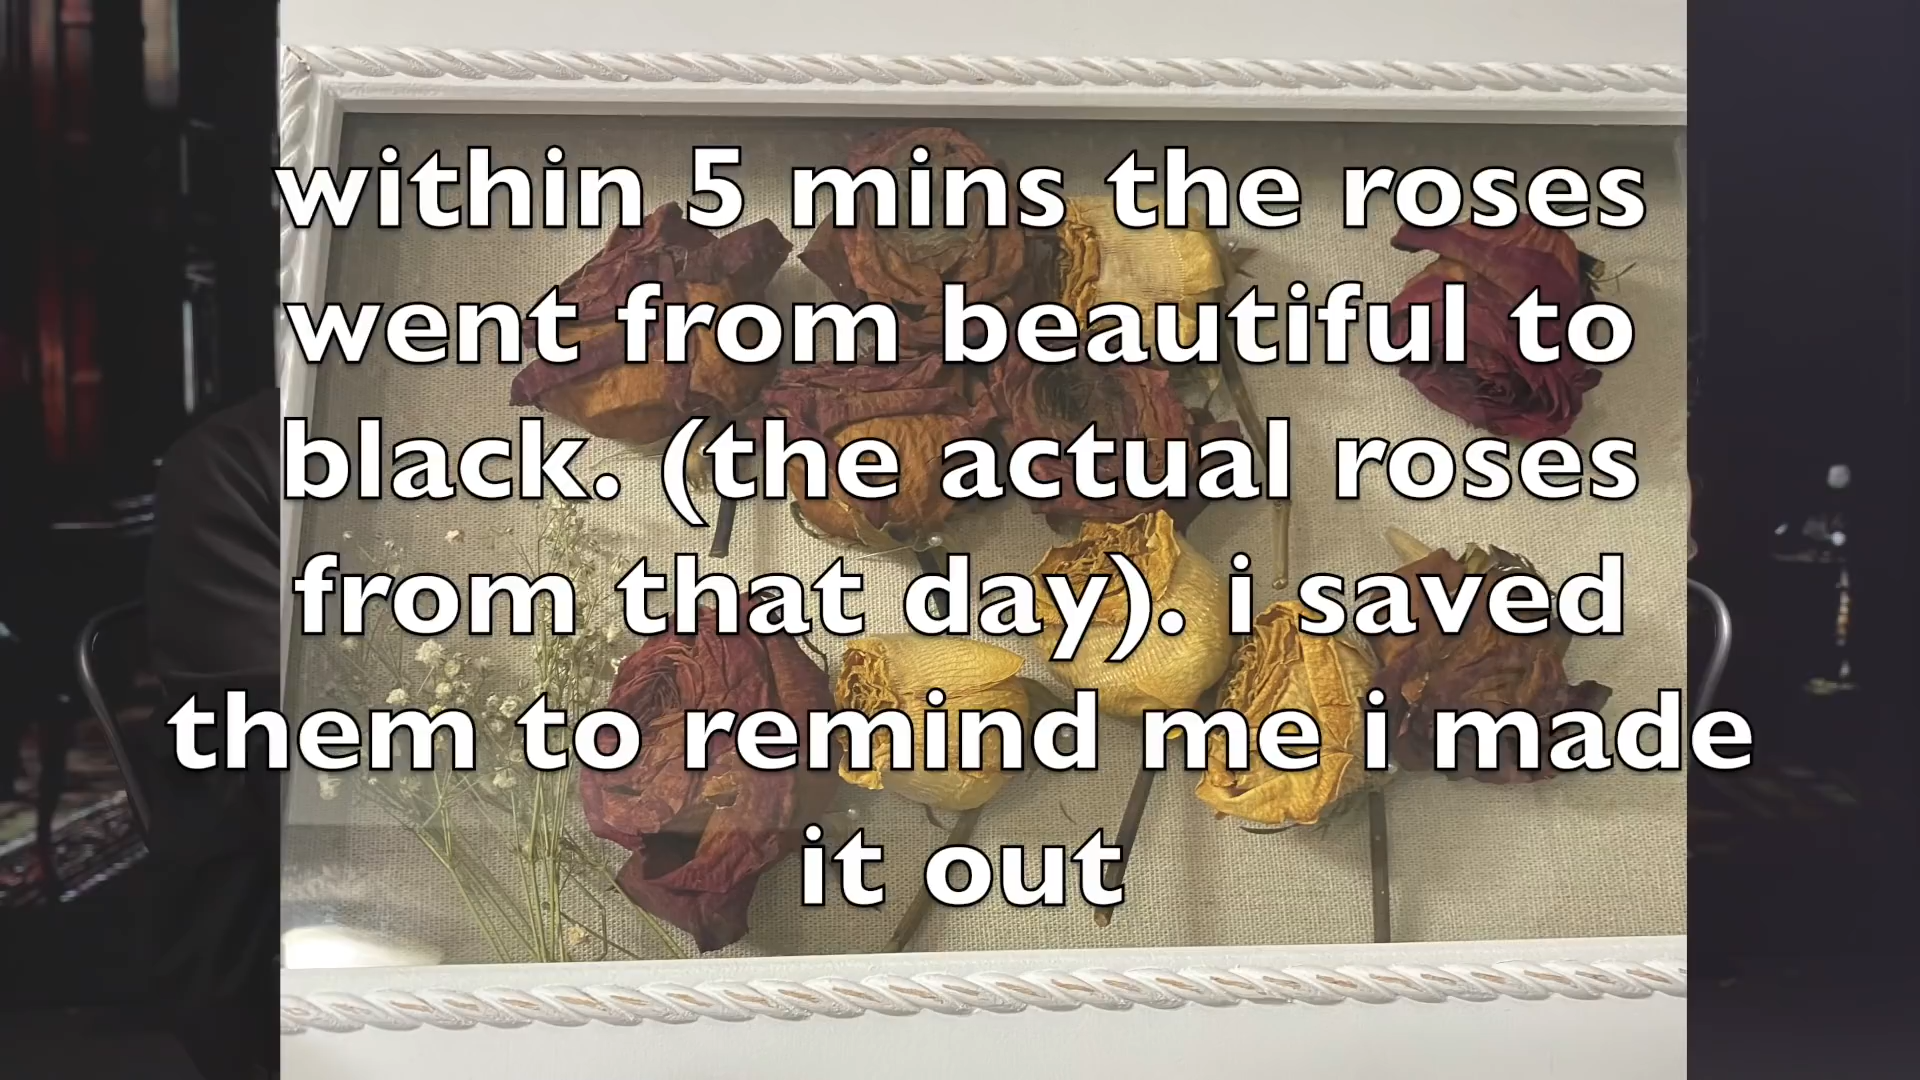 within 5 mins the roses
went from beautiful to
black. (the actual roses
from that day). i saved
them to remind me i made
it out